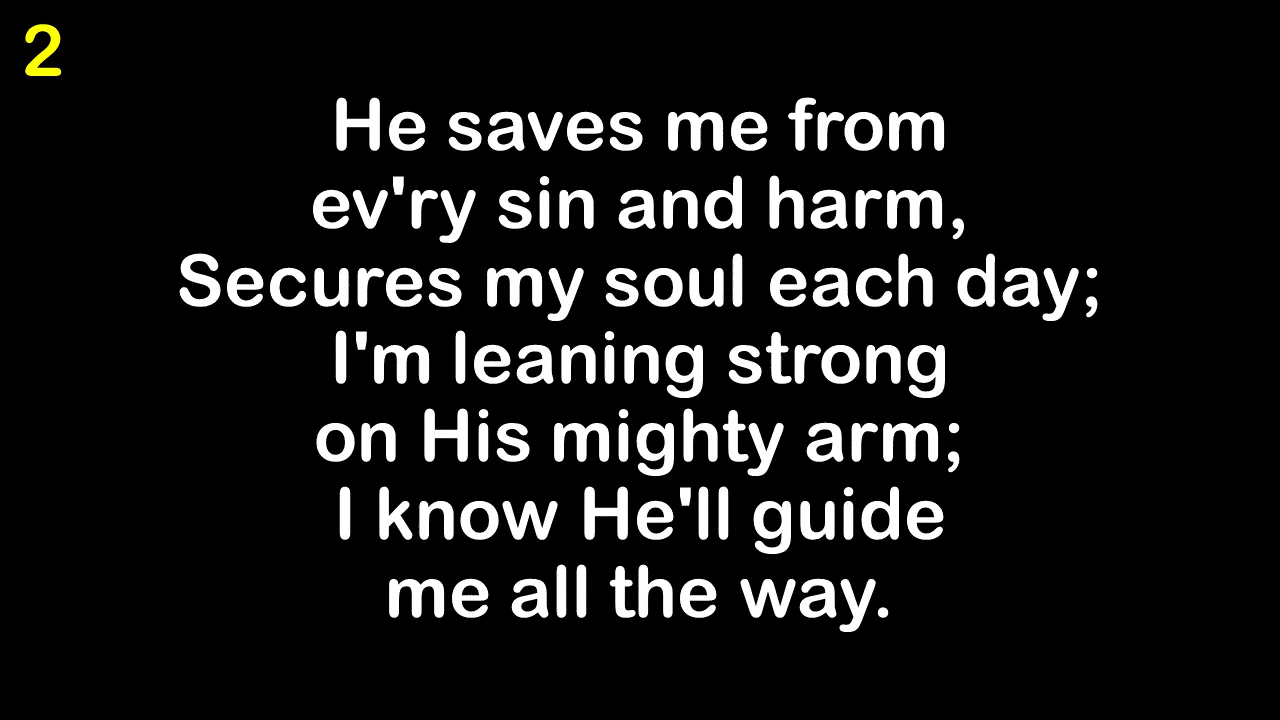 2
He saves me from
ev'ry sin and harm,
Secures my soul each day;
I'm leaning strong
on His mighty arm;
I know He'll guide
me all the way.